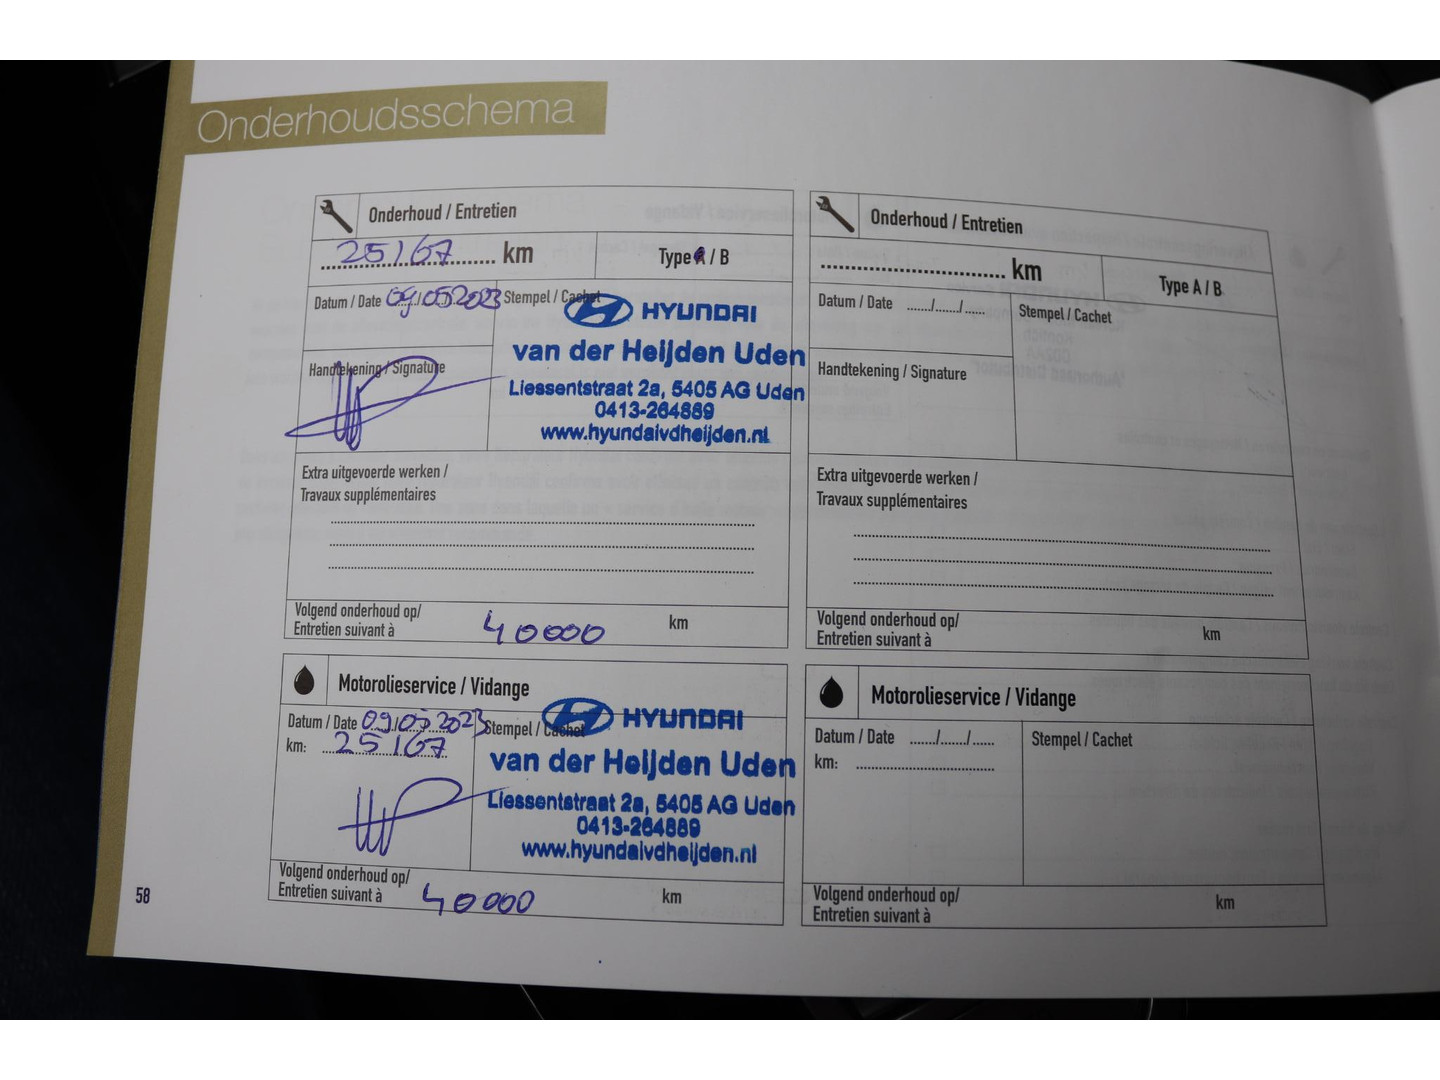 Onderhoudsschema
Onderhoud / Entretien
25167 km
Type A / B
Datum / Date 09/05/2023
Stempel / Cachet
HYUNDAI
van der Heijden Uden
Liessentstraat 2a, 5405 AG Uden
0413-264889
www.hyundaivdheijden.nl
Handtekening / Signature
Extra uitgevoerde werken /
Travaux supplémentaires
Volgend onderhoud op/
Entretien suivant à 40000 km
Motorolieservice / Vidange
Datum / Date 09/05/2023
km: 25167
Stempel / Cachet
HYUNDAI
van der Heijden Uden
Liessentstraat 2a, 5405 AG Uden
0413-264889
www.hyundaivdheijden.nl
Volgend onderhoud op/
Entretien suivant à 40000 km
Onderhoud / Entretien
km
Type A / B
Datum / Date ....../....../......
Stempel / Cachet
Handtekening / Signature
Extra uitgevoerde werken /
Travaux supplémentaires
Volgend onderhoud op/
Entretien suivant à km
Motorolieservice / Vidange
Datum / Date ....../....../......
km:
Stempel / Cachet
Volgend onderhoud op/
Entretien suivant à km
58